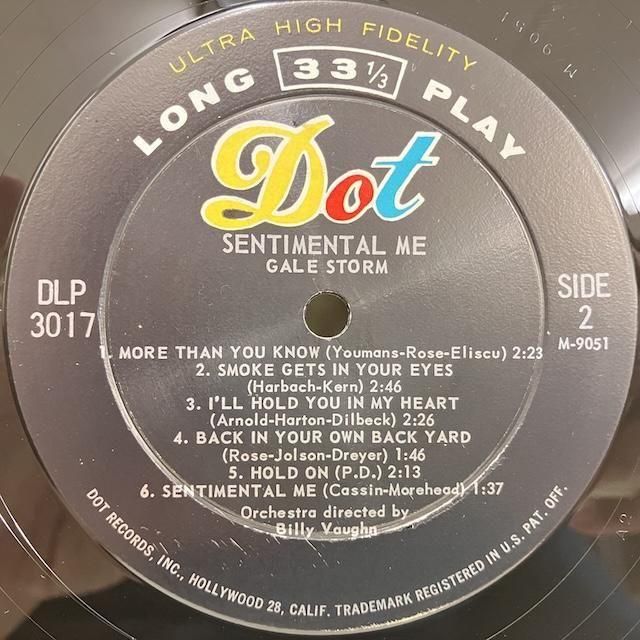 ULTRA HIGH FIDELITY
LONG 33 1/3 PLAY
Dot
SENTIMENTAL ME
GALE STORM
DLP
3017
SIDE
2
M-9051
1. MORE THAN YOU KNOW (Youmans-Rose-Eliscu) 2:23
2. SMOKE GETS IN YOUR EYES
(Harbach-Kern) 2:46
3. I'LL HOLD YOU IN MY HEART
(Arnold-Horton-Dilbeck) 2:26
4. BACK IN YOUR OWN BACK YARD
(Rose-Jolson-Dreyer) 1:46
5. HOLD ON (P.D.) 2:13
6. SENTIMENTAL ME (Cassin-Morehead) 1:37
Orchestra directed by
Billy Vaughn
DOT RECORDS, INC., HOLLYWOOD 28, CALIF. TRADEMARK REGISTERED IN U.S. PAT. OFF.